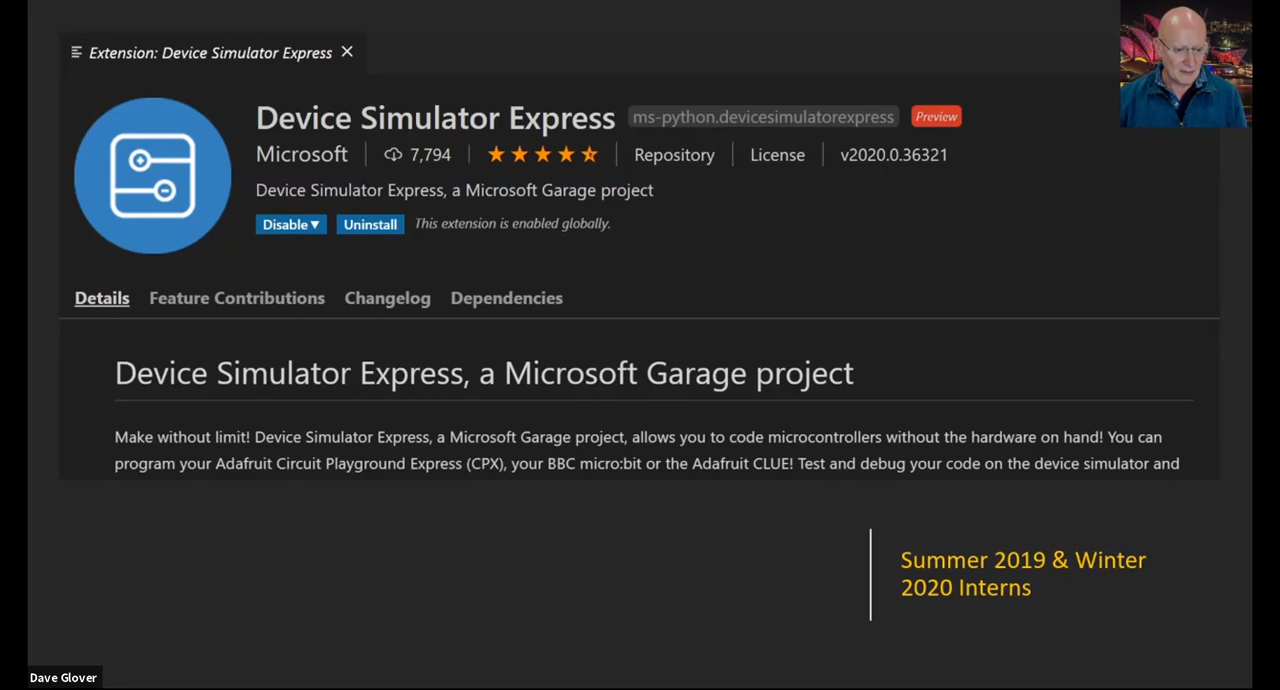 Extension: Device Simulator Express
Device Simulator Express ms-python.devicesimulatorexpress Preview
Microsoft 7,794 Repository License v2020.0.36321
Device Simulator Express, a Microsoft Garage project
Disable Uninstall This extension is enabled globally.
Details Feature Contributions Changelog Dependencies
Device Simulator Express, a Microsoft Garage project
Make without limit! Device Simulator Express, a Microsoft Garage project, allows you to code microcontrollers without the hardware on hand! You can
program your Adafruit Circuit Playground Express (CPX), your BBC micro:bit or the Adafruit CLUE! Test and debug your code on the device simulator and
Summer 2019 & Winter
2020 Interns
Dave Glover